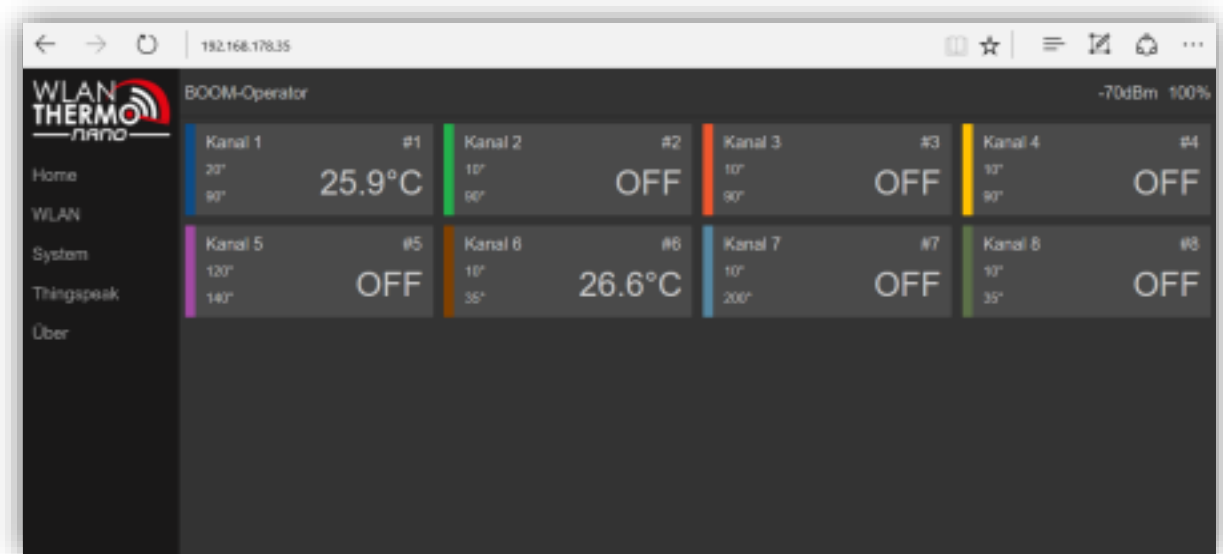 192.168.178.35
WLAN
THERMO
nano
BOOM-Operator
-70dBm 100%
Home
WLAN
System
Thingspeak
Über
Kanal 1 #1
20°
25.9°C
90°
Kanal 2 #2
10°
OFF
90°
Kanal 3 #3
10°
OFF
90°
Kanal 4 #4
10°
OFF
90°
Kanal 5 #5
120°
OFF
140°
Kanal 6 #6
10°
26.6°C
35°
Kanal 7 #7
10°
OFF
200°
Kanal 8 #8
10°
OFF
35°